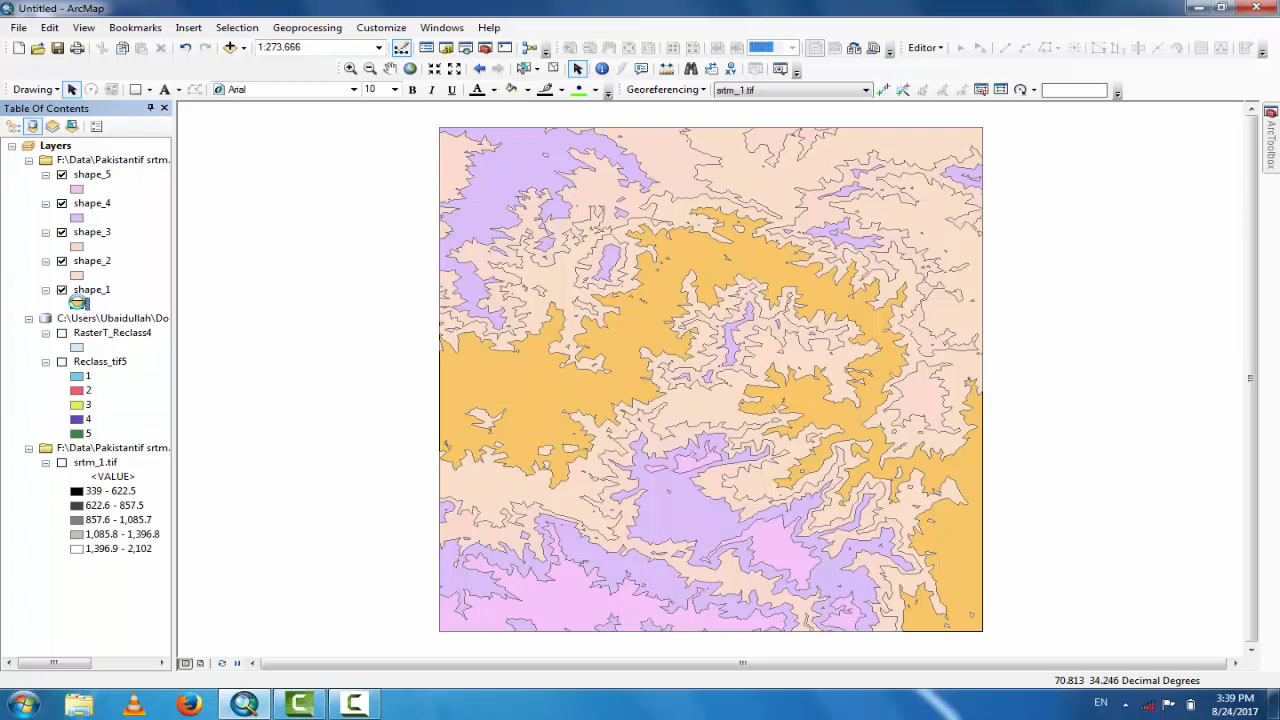 Untitled - ArcMap
File Edit View Bookmarks Insert Selection Geoprocessing Customize Windows Help
1:273,666 Editor
Drawing A Arial 10 B I U A Georeferencing srtm_1.tif
Table Of Contents
Layers
F:\Data\Pakistantif srtm.
shape_5
shape_4
shape_3
shape_2
shape_1
C:\Users\Ubaidullah\Do
RasterT_Reclass4
Reclass_tif5
1
2
3
4
5
F:\Data\Pakistantif srtm.
srtm_1.tif
<VALUE>
339 - 622.5
622.6 - 857.5
857.6 - 1,085.7
1,085.8 - 1,396.8
1,396.9 - 2,102
ArcToolbox
70.813 34.246 Decimal Degrees
EN
3:39 PM
8/24/2017